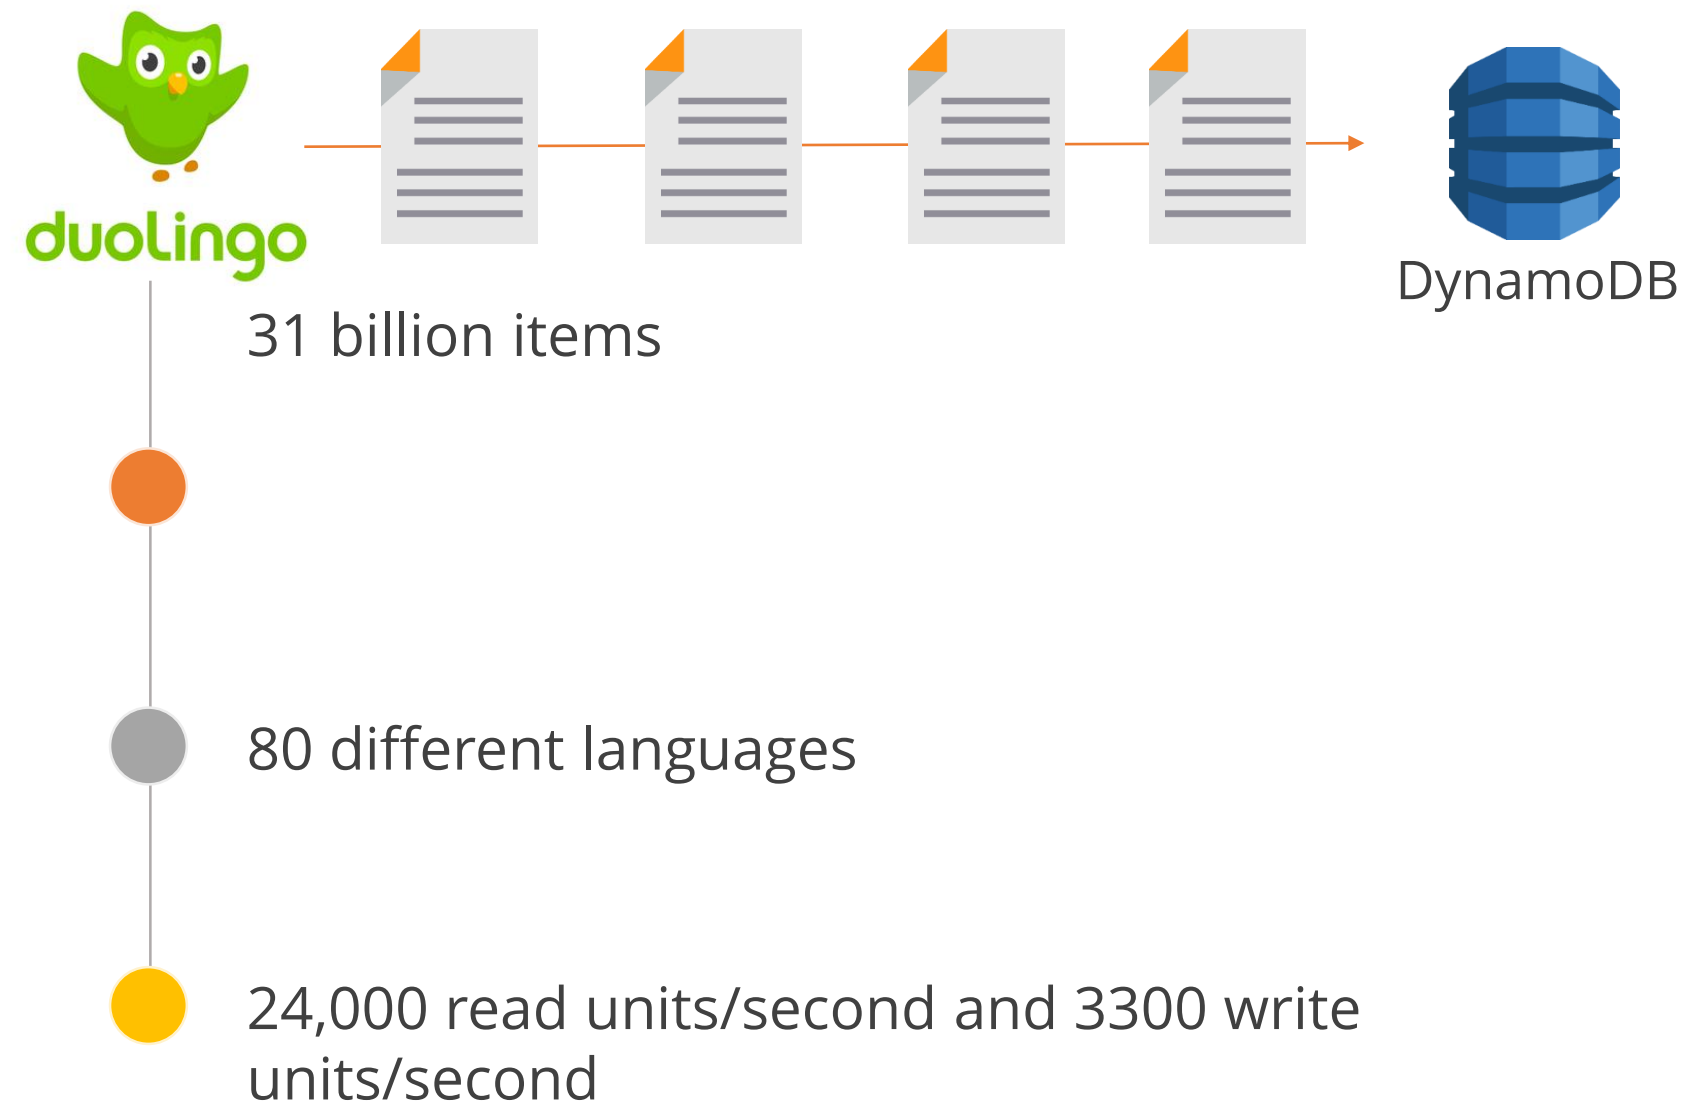 duolingo
DynamoDB
31 billion items
80 different languages
24,000 read units/second and 3300 write
units/second